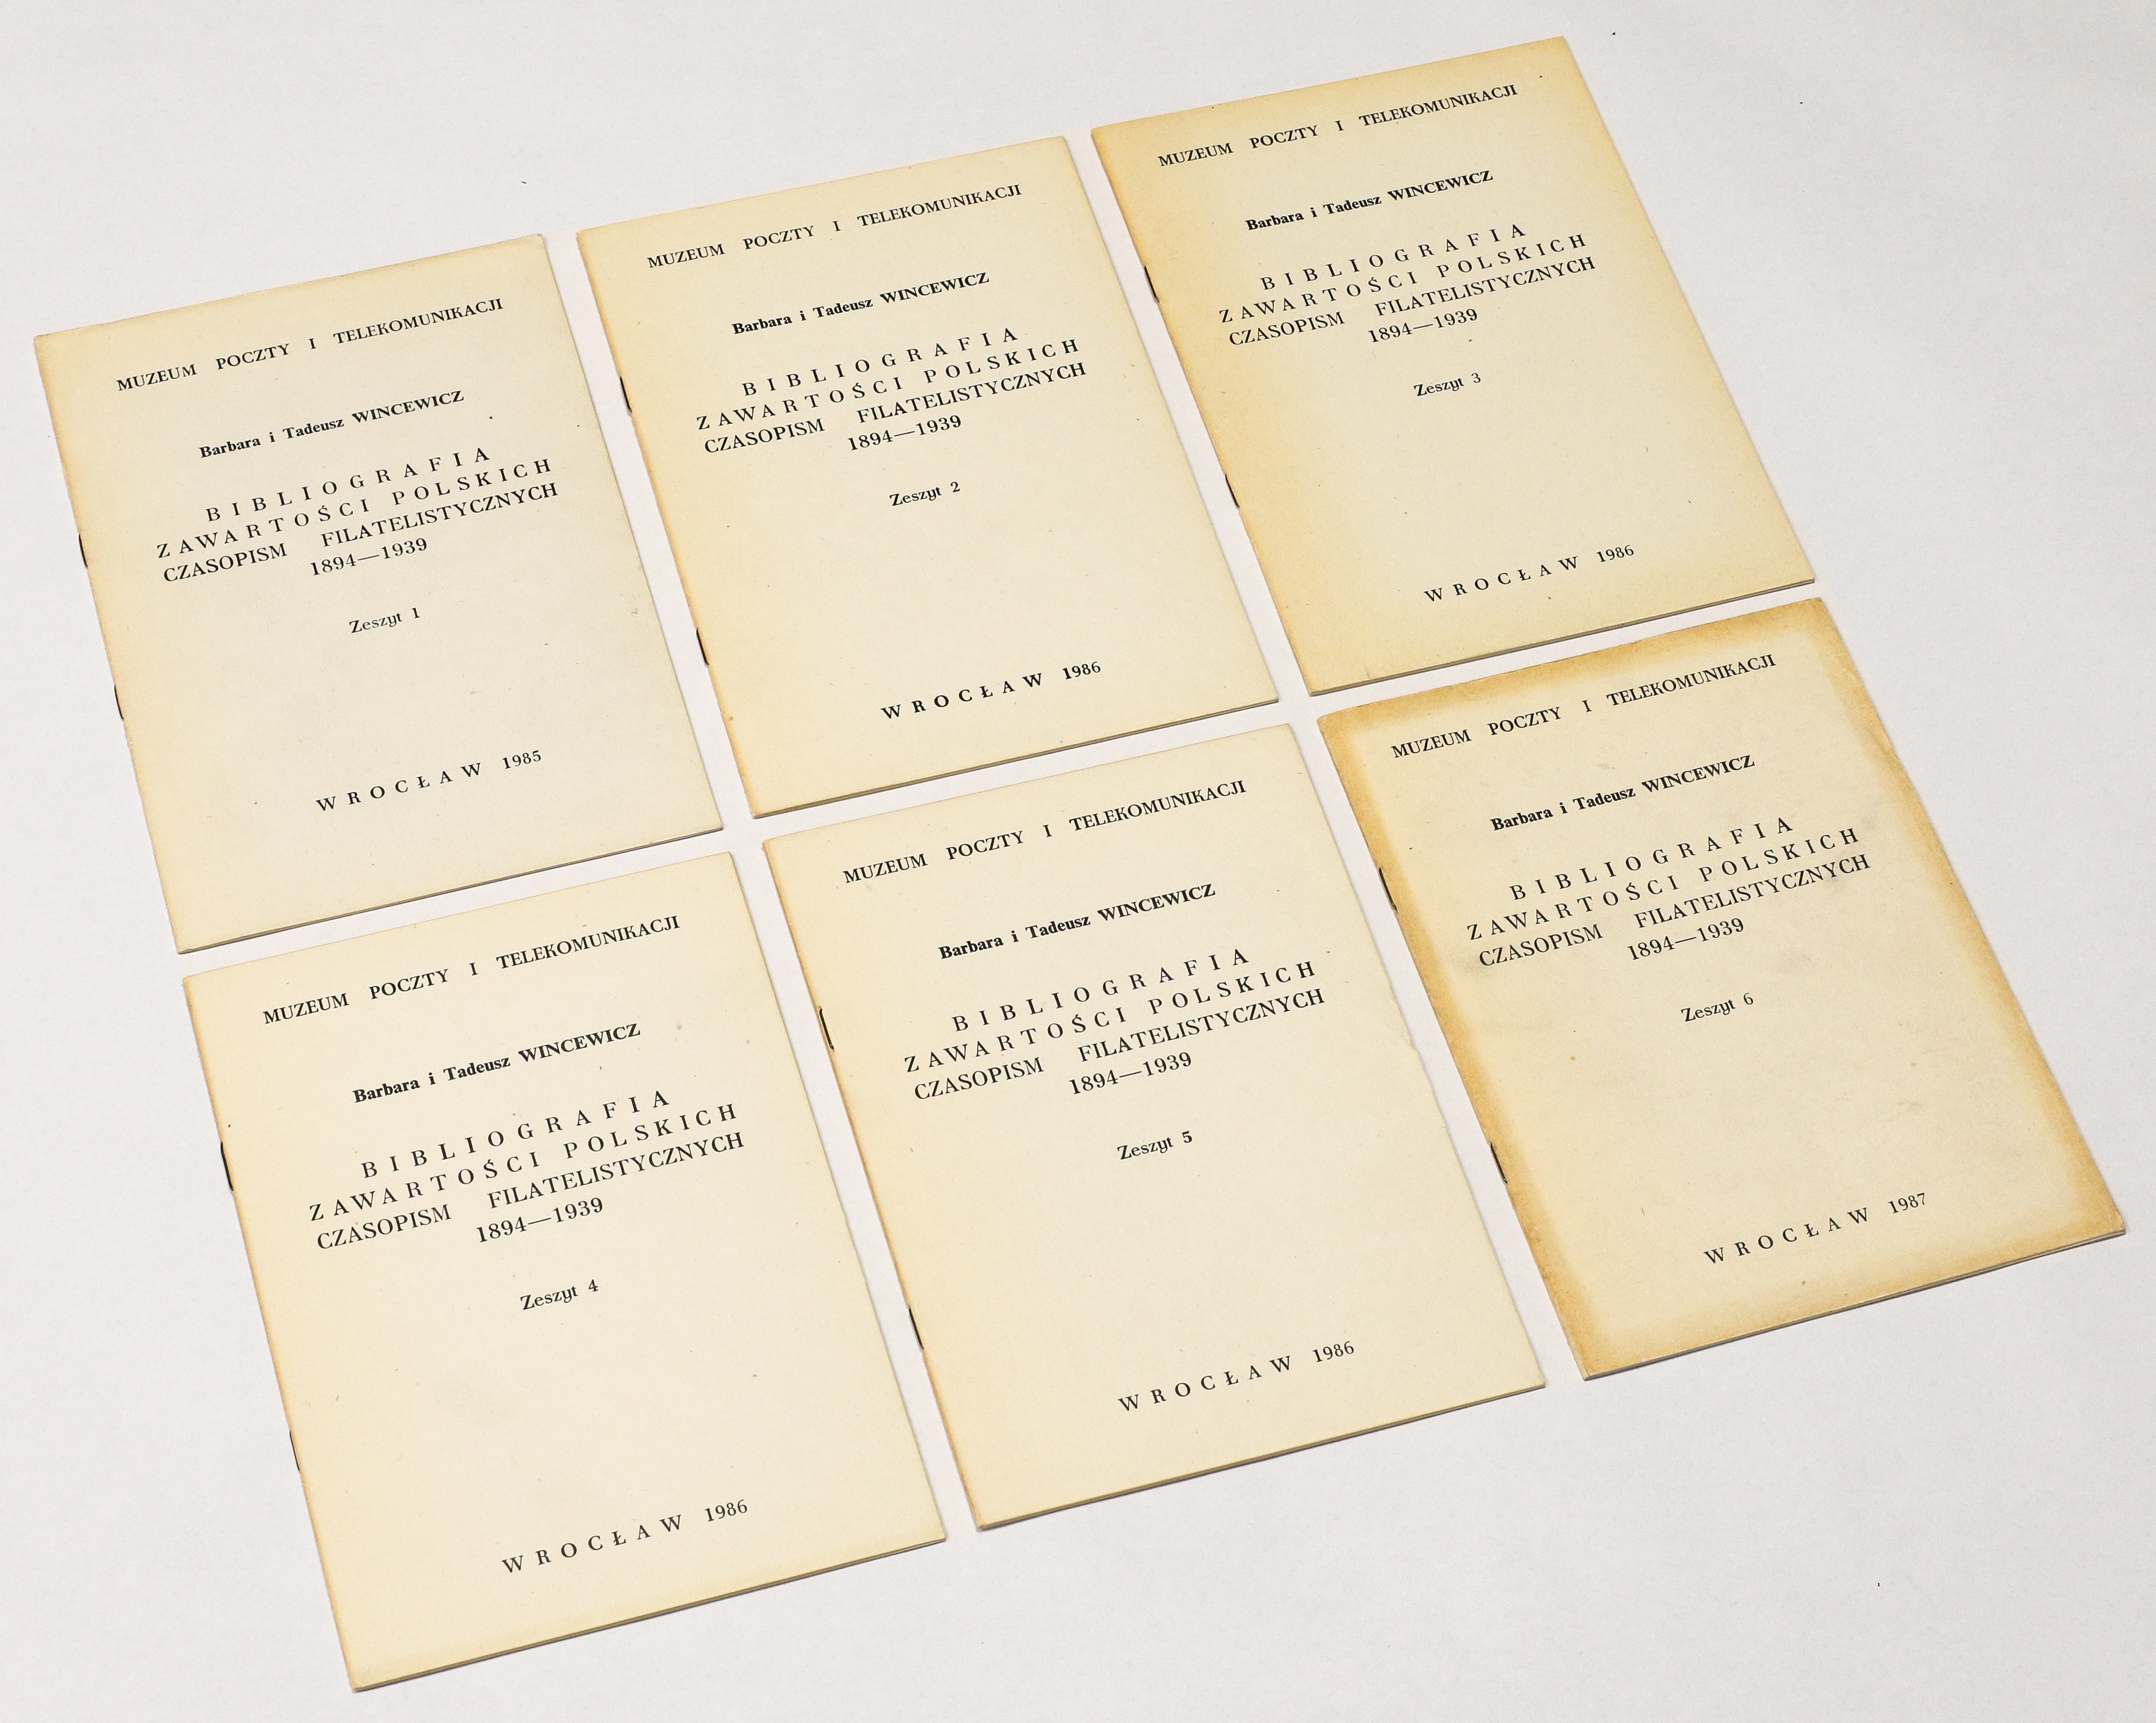 MUZEUM POCZTY I TELEKOMUNIKACJI
Barbara i Tadeusz WINCEWICZ
BIBLIOGRAFIA
ZAWARTOŚCI POLSKICH
CZASOPISM FILATELISTYCZNYCH
1894—1939
Zeszyt 1
WROCŁAW 1985
MUZEUM POCZTY I TELEKOMUNIKACJI
Barbara i Tadeusz WINCEWICZ
BIBLIOGRAFIA
ZAWARTOŚCI POLSKICH
CZASOPISM FILATELISTYCZNYCH
1894—1939
Zeszyt 2
WROCŁAW 1986
MUZEUM POCZTY I TELEKOMUNIKACJI
Barbara i Tadeusz WINCEWICZ
BIBLIOGRAFIA
ZAWARTOŚCI POLSKICH
CZASOPISM FILATELISTYCZNYCH
1894—1939
Zeszyt 3
WROCŁAW 1986
MUZEUM POCZTY I TELEKOMUNIKACJI
Barbara i Tadeusz WINCEWICZ
BIBLIOGRAFIA
ZAWARTOŚCI POLSKICH
CZASOPISM FILATELISTYCZNYCH
1894—1939
Zeszyt 4
WROCŁAW 1986
MUZEUM POCZTY I TELEKOMUNIKACJI
Barbara i Tadeusz WINCEWICZ
BIBLIOGRAFIA
ZAWARTOŚCI POLSKICH
CZASOPISM FILATELISTYCZNYCH
1894—1939
Zeszyt 5
WROCŁAW 1986
MUZEUM POCZTY I TELEKOMUNIKACJI
Barbara i Tadeusz WINCEWICZ
BIBLIOGRAFIA
ZAWARTOŚCI POLSKICH
CZASOPISM FILATELISTYCZNYCH
1894—1939
Zeszyt 6
WROCŁAW 1987